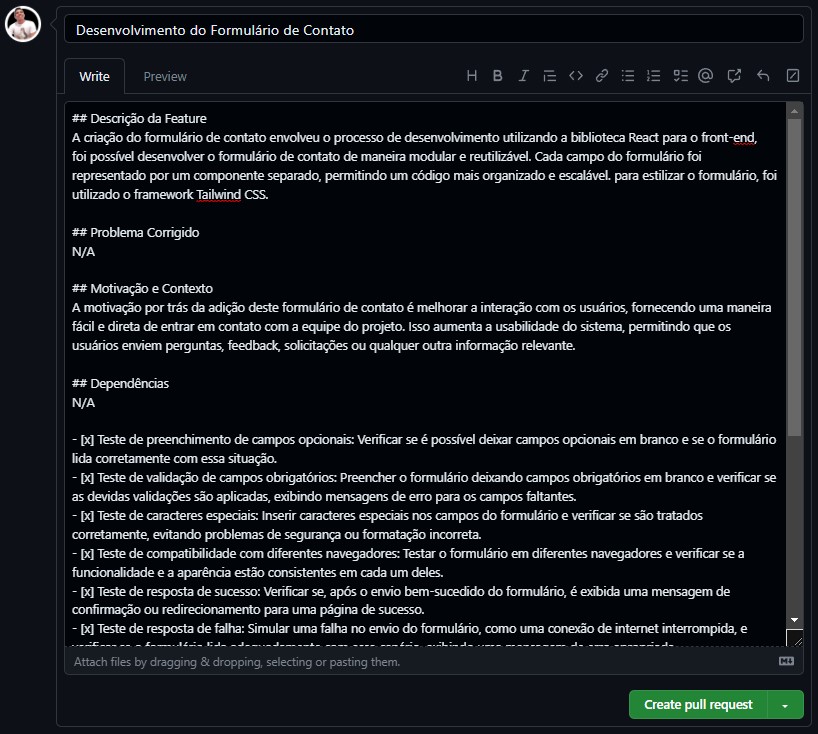 Desenvolvimento do Formulário de Contato
Write Preview
## Descrição da Feature
A criação do formulário de contato envolveu o processo de desenvolvimento utilizando a biblioteca React para o front-end,
foi possível desenvolver o formulário de contato de maneira modular e reutilizável. Cada campo do formulário foi
representado por um componente separado, permitindo um código mais organizado e escalável. para estilizar o formulário, foi
utilizado o framework Tailwind CSS.
## Problema Corrigido
N/A
## Motivação e Contexto
A motivação por trás da adição deste formulário de contato é melhorar a interação com os usuários, fornecendo uma maneira
fácil e direta de entrar em contato com a equipe do projeto. Isso aumenta a usabilidade do sistema, permitindo que os
usuários enviem perguntas, feedback, solicitações ou qualquer outra informação relevante.
## Dependências
N/A
- [x] Teste de preenchimento de campos opcionais: Verificar se é possível deixar campos opcionais em branco e se o formulário
lida corretamente com essa situação.
- [x] Teste de validação de campos obrigatórios: Preencher o formulário deixando campos obrigatórios em branco e verificar se
as devidas validações são aplicadas, exibindo mensagens de erro para os campos faltantes.
- [x] Teste de caracteres especiais: Inserir caracteres especiais nos campos do formulário e verificar se são tratados
corretamente, evitando problemas de segurança ou formatação incorreta.
- [x] Teste de compatibilidade com diferentes navegadores: Testar o formulário em diferentes navegadores e verificar se a
funcionalidade e a aparência estão consistentes em cada um deles.
- [x] Teste de resposta de sucesso: Verificar se, após o envio bem-sucedido do formulário, é exibida uma mensagem de
confirmação ou redirecionamento para uma página de sucesso.
- [x] Teste de resposta de falha: Simular uma falha no envio do formulário, como uma conexão de internet interrompida, e
Attach files by dragging & dropping, selecting or pasting them.
Create pull request